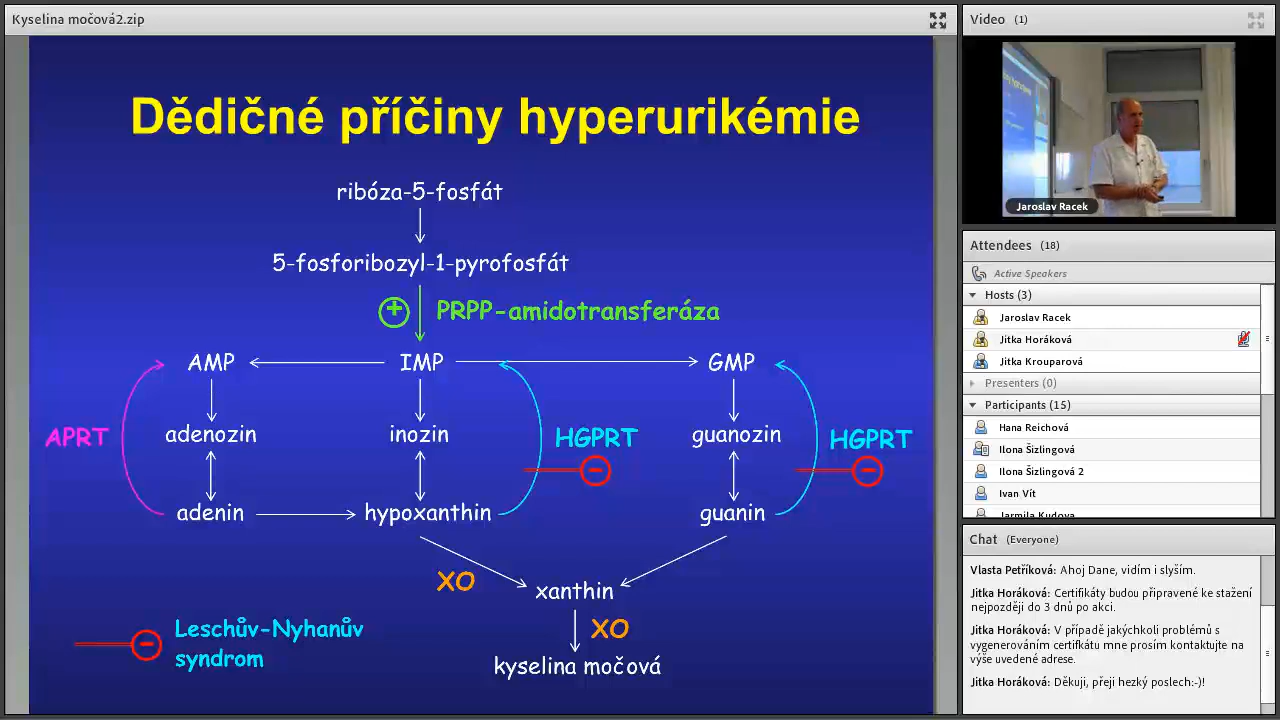 Kyselina močová2.zip
Dědičné příčiny hyperurikémie
ribóza-5-fosfát
5-fosforibozyl-1-pyrofosfát
+ PRPP-amidotransferáza
AMP IMP GMP
APRT adenozin inozin HGPRT guanozin HGPRT
adenin hypoxanthin guanin
XO xanthin
XO
Leschův-Nyhanův
syndrom
kyselina močová
Video (1)
Jaroslav Racek
Attendees (18)
Active Speakers
Hosts (3)
Jaroslav Racek
Jitka Horáková
Jitka Krouparová
Presenters (0)
Participants (15)
Hana Reichová
Ilona Šizlingová
Ilona Šizlingová 2
Ivan Vít
Jarmila Kudova
Chat (Everyone)
Vlasta Petříková: Ahoj Dane, vidím i slyším.
Jitka Horáková: Certifikáty budou připravené ke stažení
nejpozději do 3 dnů po akci.
Jitka Horáková: V případě jakýchkoli problémů s
vygenerováním certifkátu mne prosím kontaktujte na
výše uvedené adrese.
Jitka Horáková: Děkuji, přeji hezký poslech:-)!